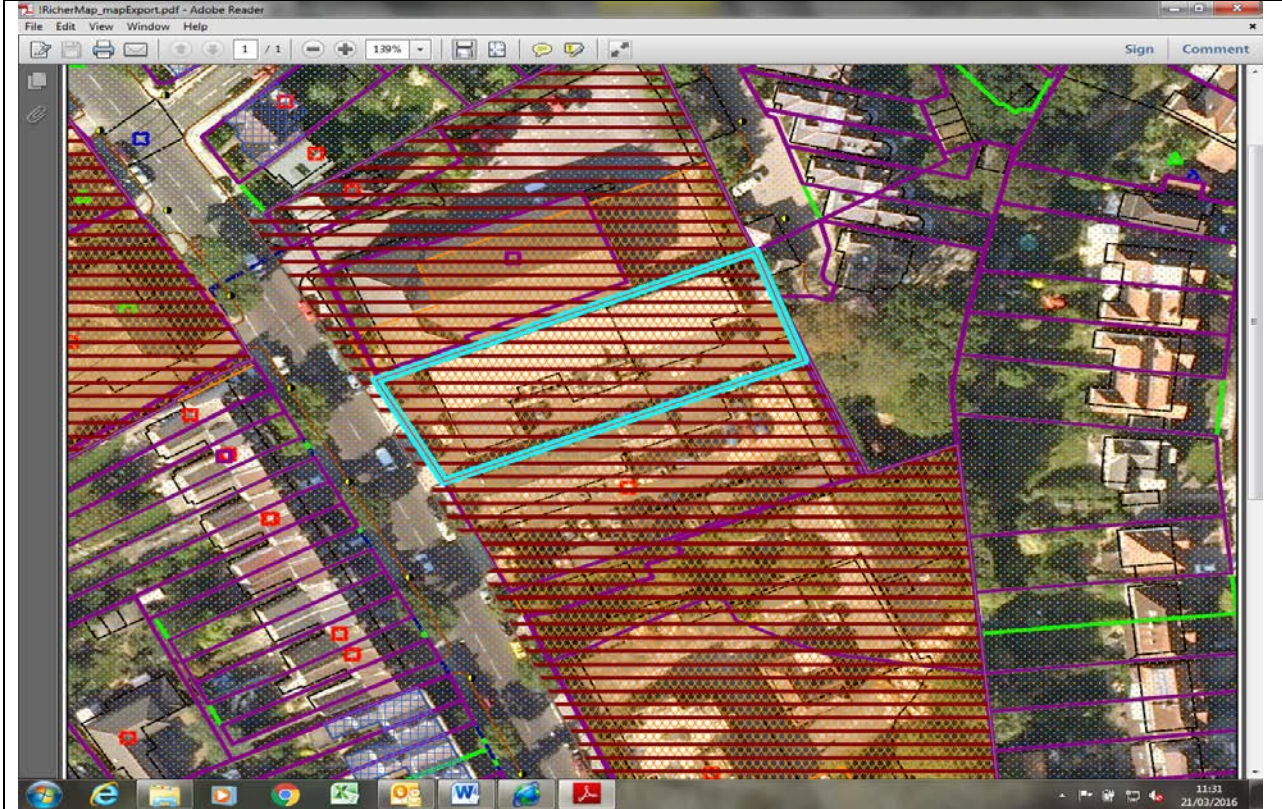 !RicherMap_mapExport.pdf - Adobe Reader
File Edit View Window Help
1 / 1 139% Sign Comment
11:31
21/03/2016